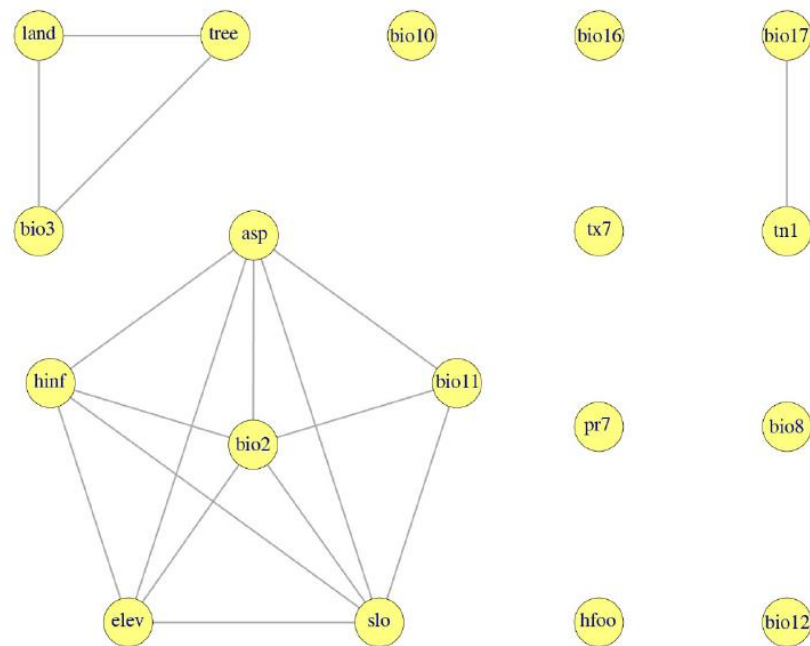 land
tree
bio10
bio16
bio17
bio3
asp
tx7
tn1
hinf
bio11
bio2
pr7
bio8
elev
slo
hfoo
bio12